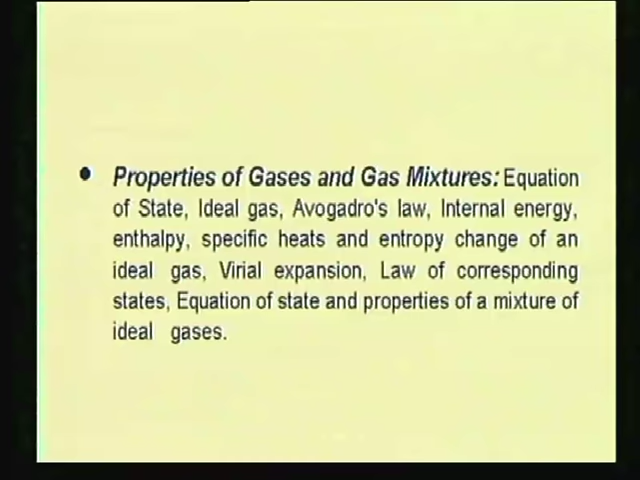 • Properties of Gases and Gas Mixtures: Equation
of State, Ideal gas, Avogadro's law, Internal energy,
enthalpy, specific heats and entropy change of an
ideal gas, Virial expansion, Law of corresponding
states, Equation of state and properties of a mixture of
ideal gases.